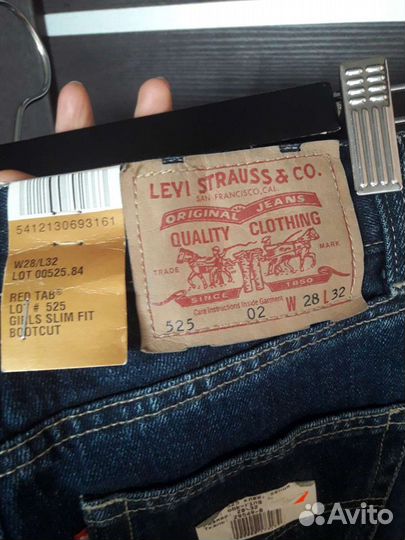 5412130693161
W28/L32
LOT 00525.84
RED TAB®
LOT # 525
GIRLS SLIM FIT
BOOTCUT
LEVI STRAUSS & CO.
SAN FRANCISCO, CAL.
ORIGINAL JEANS
QUALITY CLOTHING
TRADE MARK
SINCE 1850
Care Instructions Inside Garment
525 02 W 28 L 32
Avito